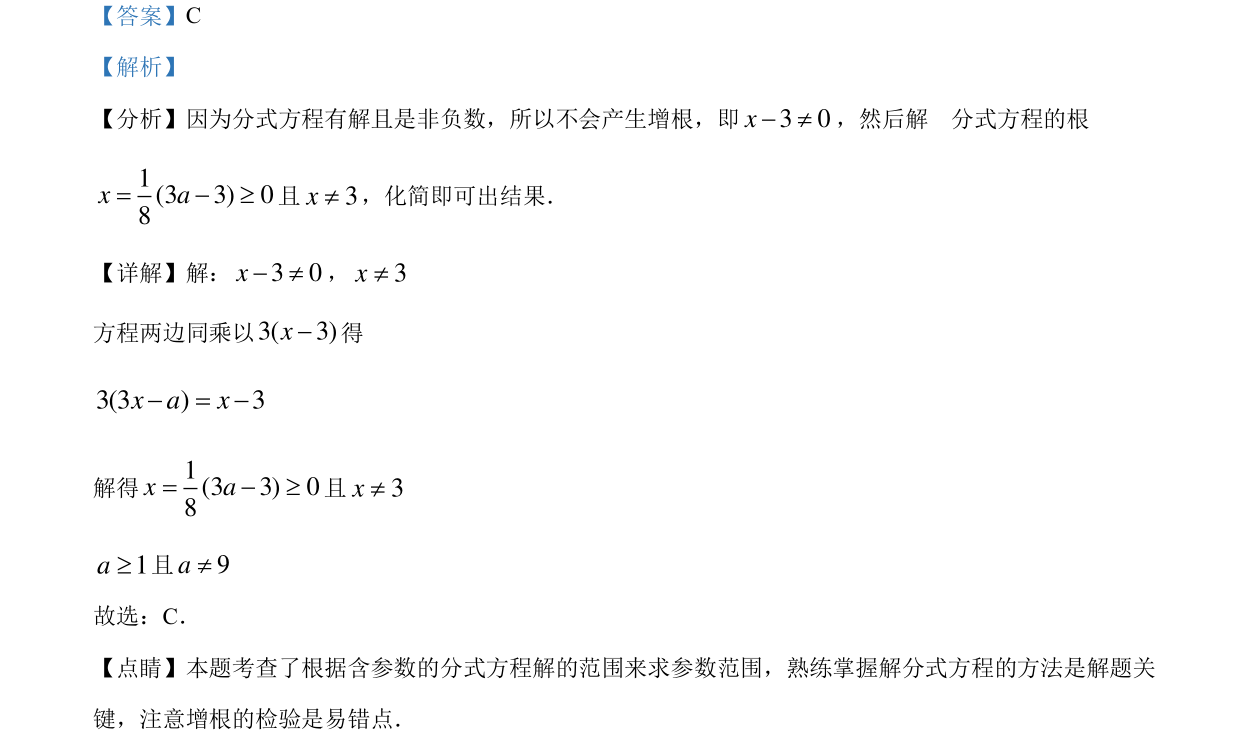 【答案】C
【解析】
【分析】因为分式方程有解且是非负数，所以不会产生增根，即 x－3≠0，然后解　分式方程的根
x＝1/8(3a－3)≥0且 x≠3，化简即可出结果．
【详解】解： x－3≠0， x≠3
方程两边同乘以3(x－3)得
3(3x－a)＝x－3
解得 x＝1/8(3a－3)≥0且 x≠3
a≥1且a≠9
故选：C．
【点睛】本题考查了根据含参数的分式方程解的范围来求参数范围，熟练掌握解分式方程的方法是解题关
键，注意增根的检验是易错点．